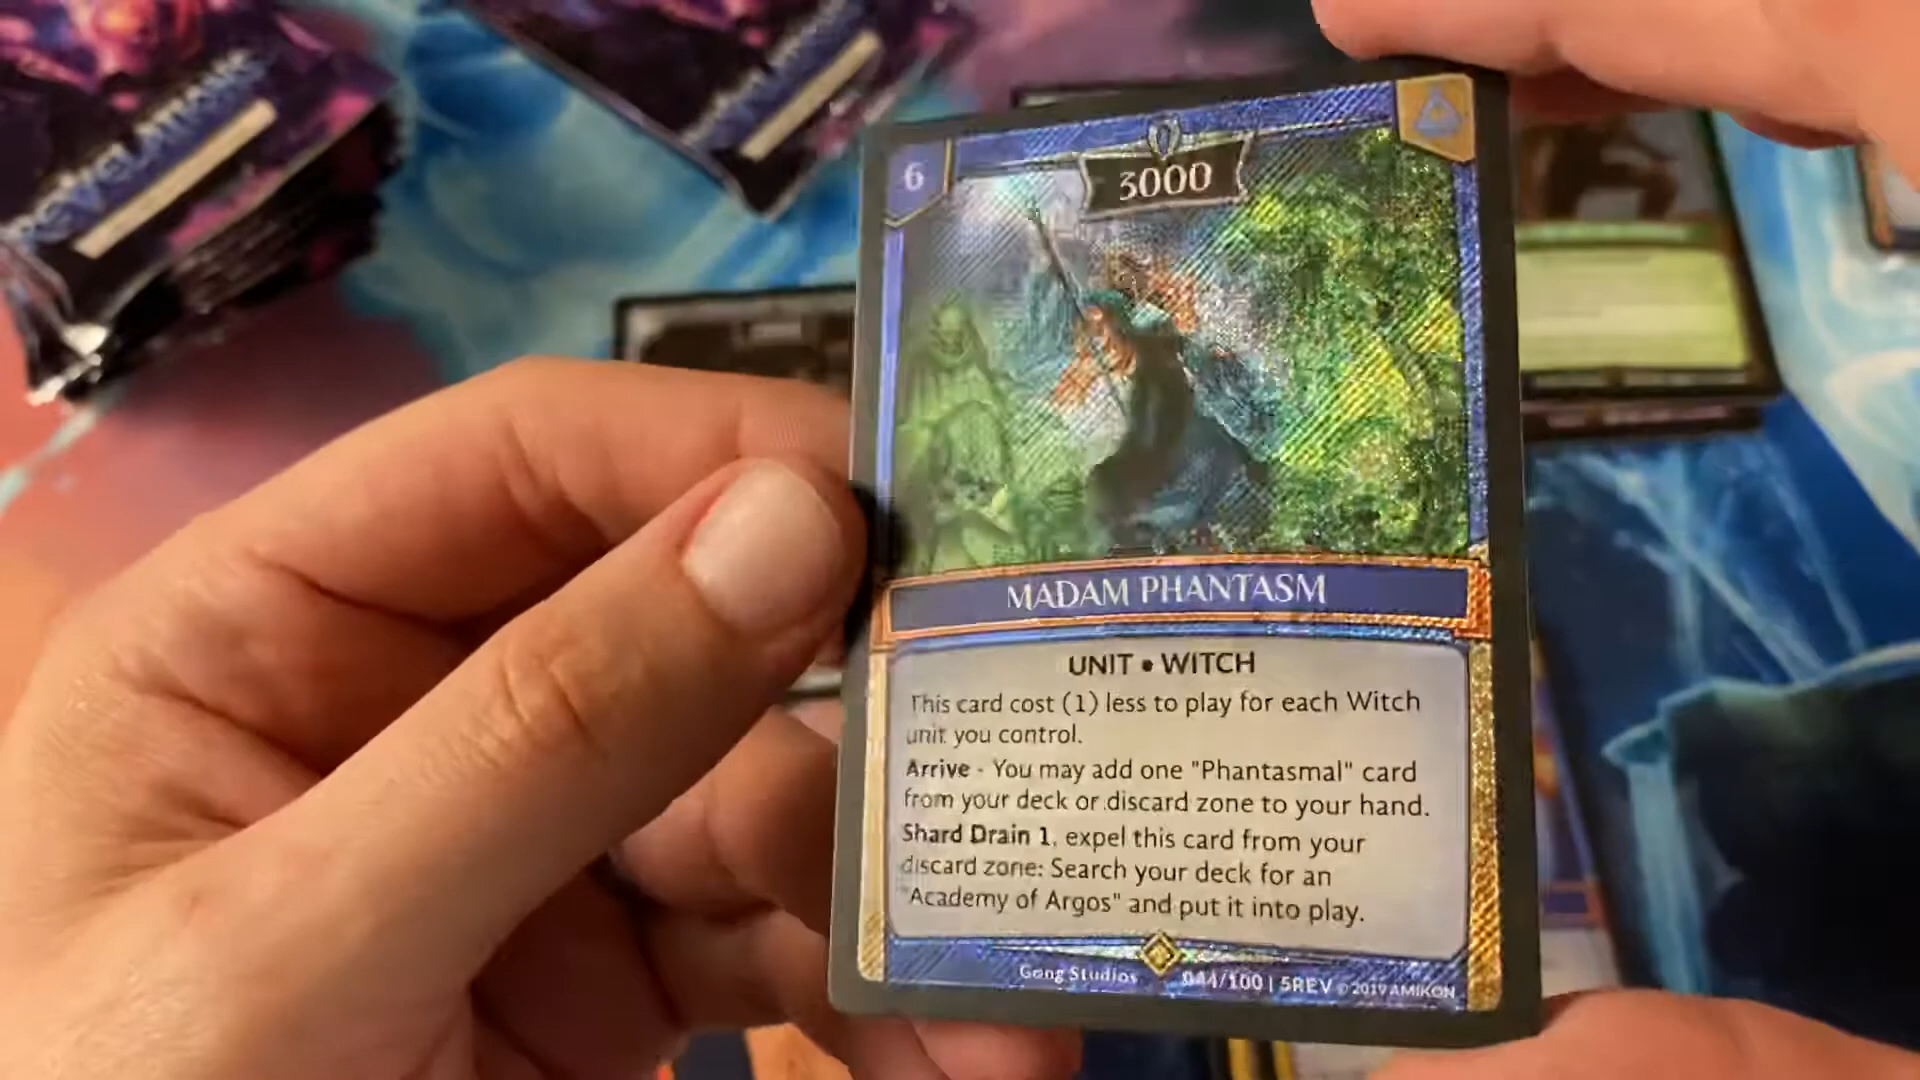 REVELATIONS
6
3000
MADAM PHANTASM
UNIT • WITCH
This card cost (1) less to play for each Witch
unit you control.
Arrive - You may add one "Phantasmal" card
from your deck or discard zone to your hand.
Shard Drain 1, expel this card from your
discard zone: Search your deck for an
"Academy of Argos" and put it into play.
Gong Studios 044/100 | 5REV © 2019 AMIKON